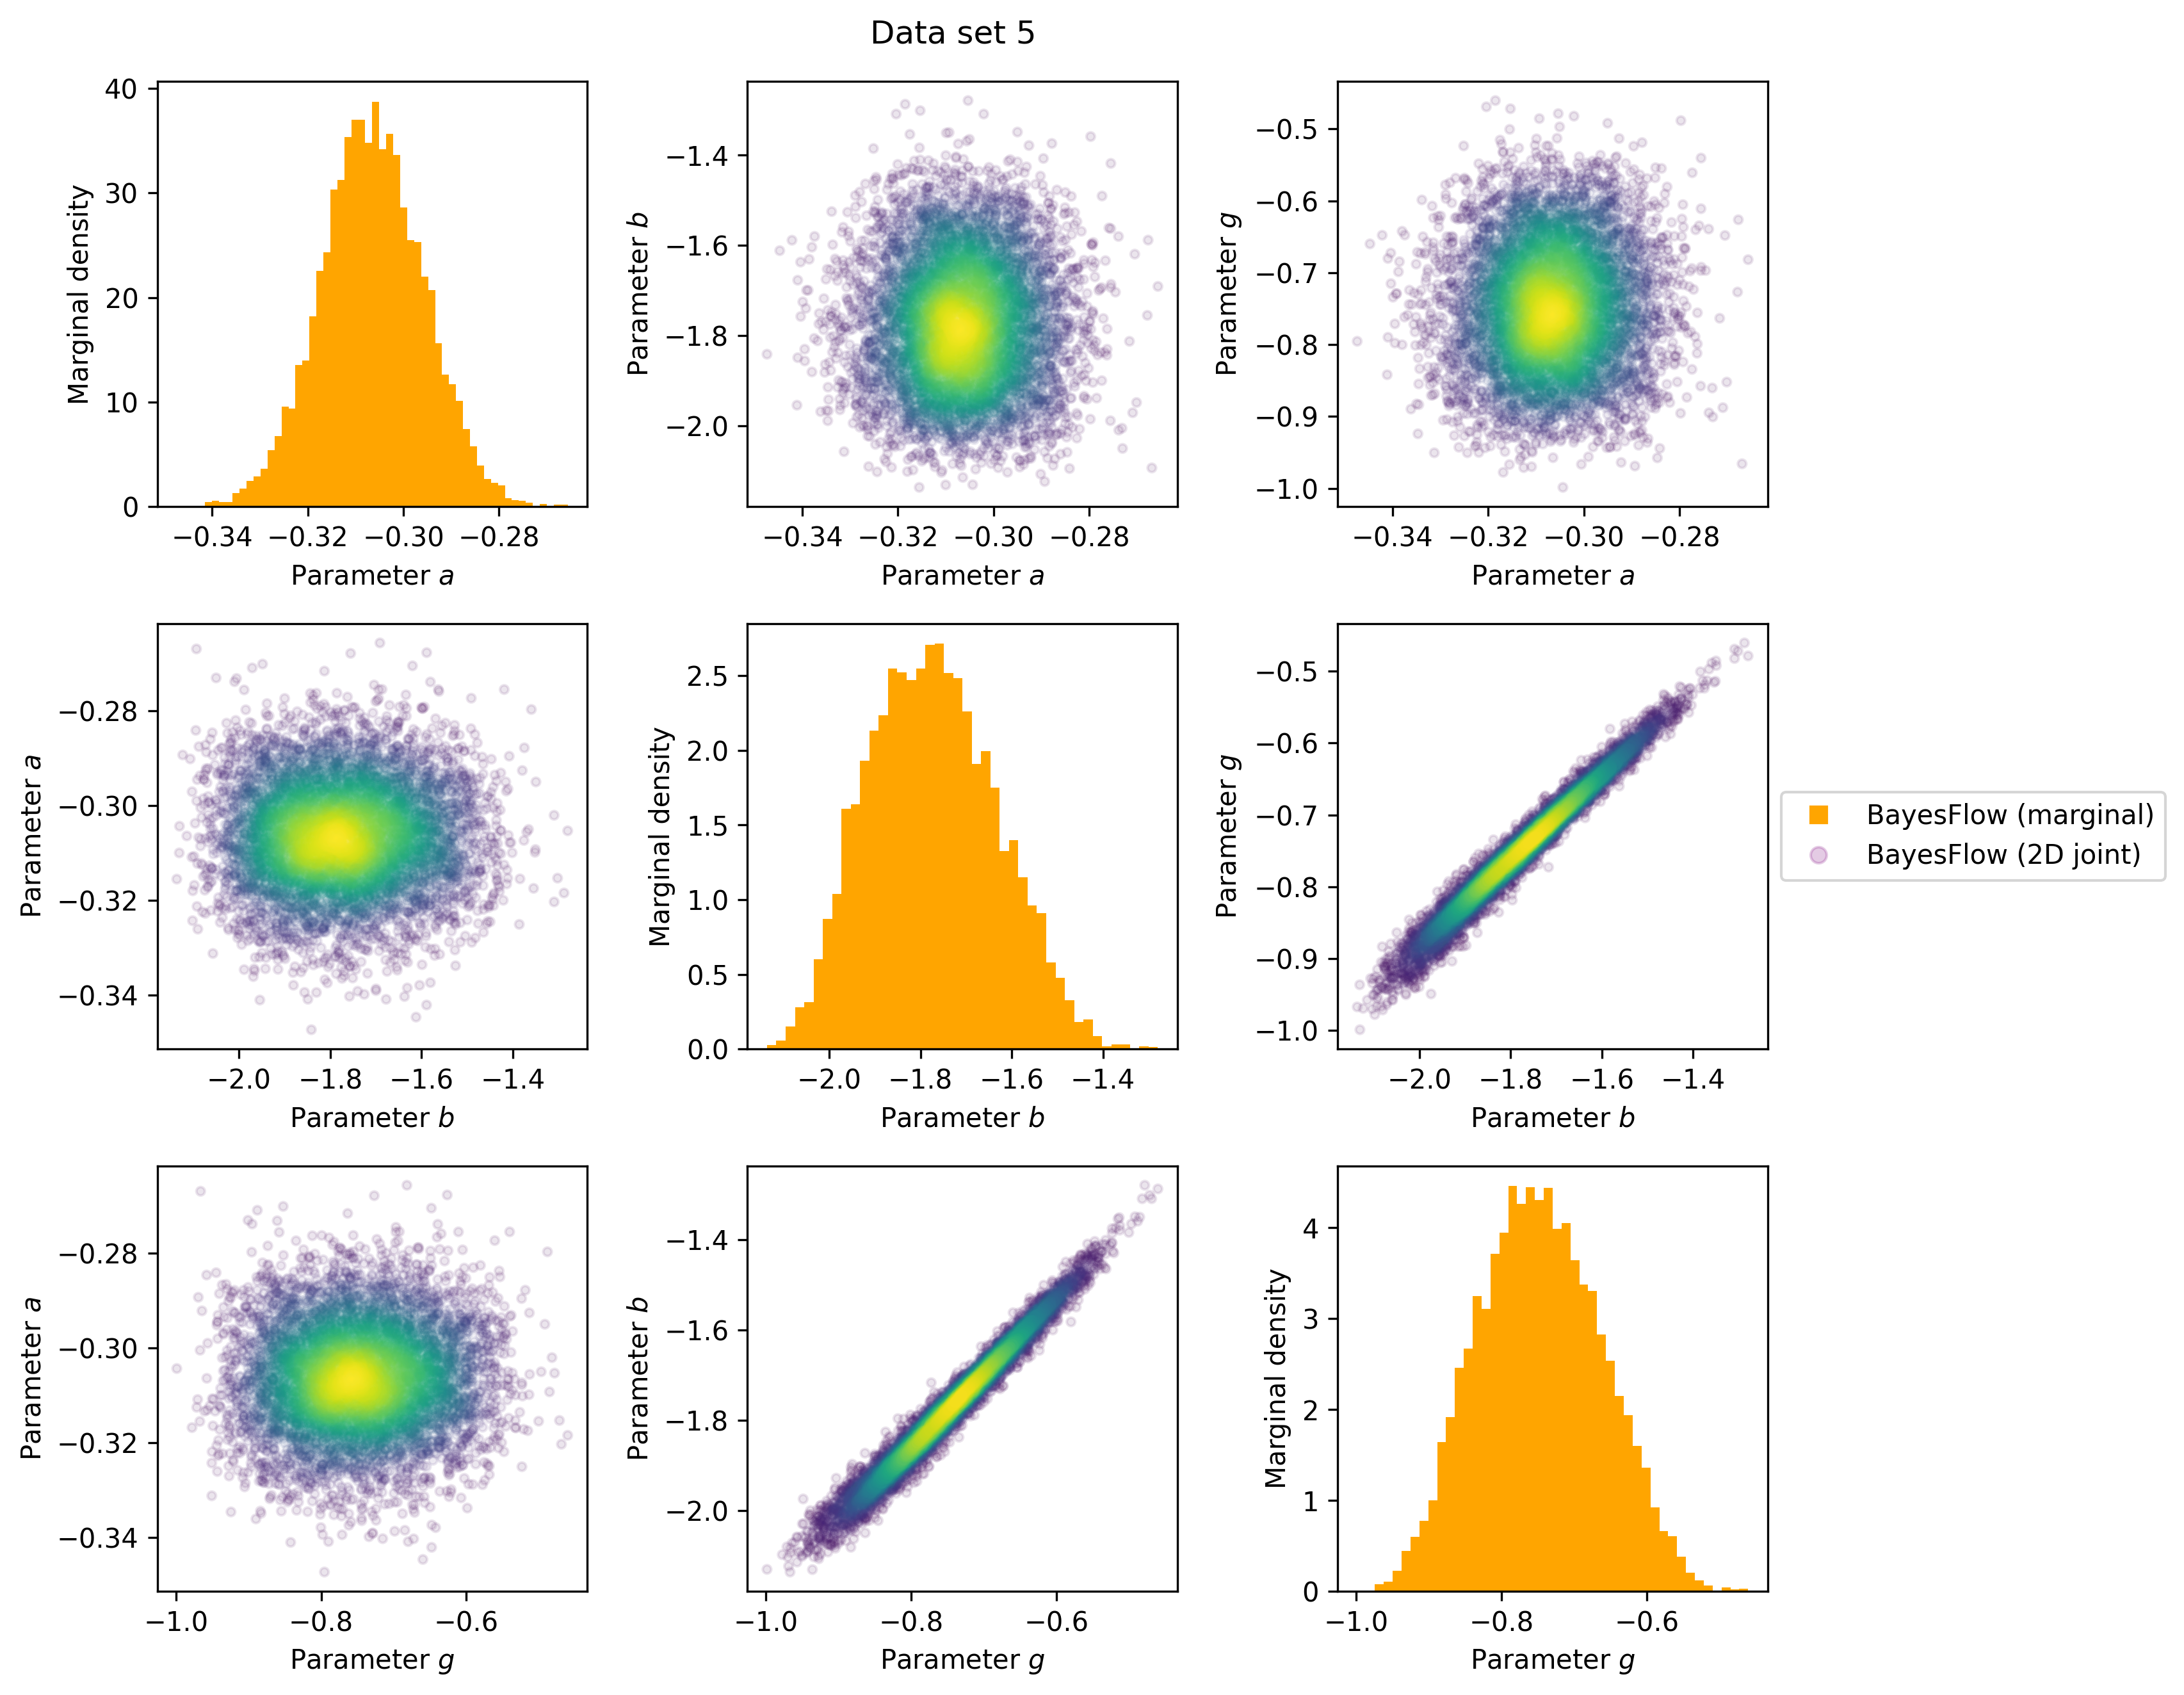 Data set 5
40
30
20
10
0
Marginal density
−0.34 −0.32 −0.30 −0.28
Parameter a
−1.4
−1.6
−1.8
−2.0
Parameter b
−0.34 −0.32 −0.30 −0.28
Parameter a
−0.5
−0.6
−0.7
−0.8
−0.9
−1.0
Parameter g
−0.34 −0.32 −0.30 −0.28
Parameter a
−0.28
−0.30
−0.32
−0.34
Parameter a
−2.0 −1.8 −1.6 −1.4
Parameter b
2.5
2.0
1.5
1.0
0.5
0.0
Marginal density
−2.0 −1.8 −1.6 −1.4
Parameter b
−0.5
−0.6
−0.7
−0.8
−0.9
−1.0
Parameter g
−2.0 −1.8 −1.6 −1.4
Parameter b
BayesFlow (marginal)
BayesFlow (2D joint)
−0.28
−0.30
−0.32
−0.34
Parameter a
−1.0 −0.8 −0.6
Parameter g
−1.4
−1.6
−1.8
−2.0
Parameter b
−1.0 −0.8 −0.6
Parameter g
4
3
2
1
0
Marginal density
−1.0 −0.8 −0.6
Parameter g